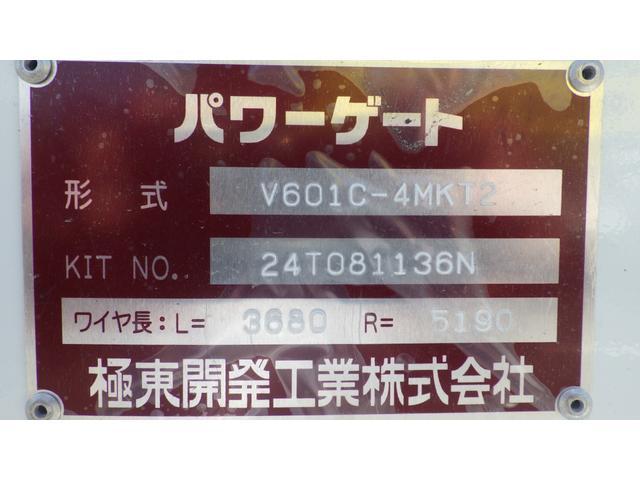 パワーゲート
形式 V601C-4MKT2
KIT NO. 24T081136N
ワイヤ長:L= 3680 R= 5190
極東開発工業株式会社